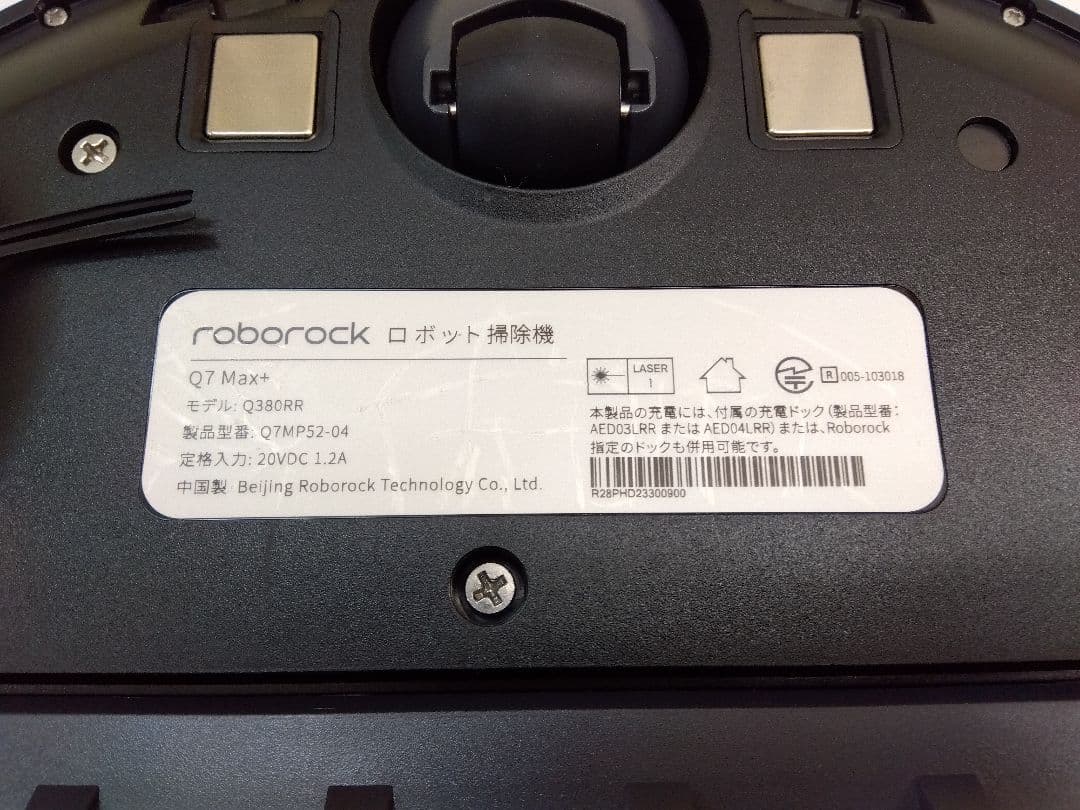 roborock ロボット掃除機
Q7 Max+
モデル: Q380RR
製品型番: Q7MP52-04
定格入力: 20VDC 1.2A
中国製 Beijing Roborock Technology Co., Ltd.
LASER
1
R 005-103018
本製品の充電には、付属の充電ドック（製品型番：
AED03LRR または AED04LRR）または、Roborock
指定のドックも併用可能です。
R28PHD23300900